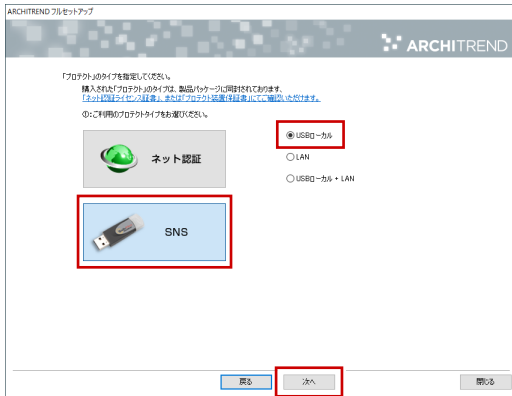 ARCHITREND フルセットアップ
ARCHITREND
「プロテクト」のタイプを指定してください。
購入された「プロテクト」のタイプは、製品パッケージに同封されております、
「ネット認証ライセンス証書」、または「プロテクト装置保証書」にてご確認いただけます。
①：ご利用のプロテクトタイプをお選びください。
ネット認証
SNS
USBローカル
LAN
USBローカル + LAN
戻る
次へ
閉じる